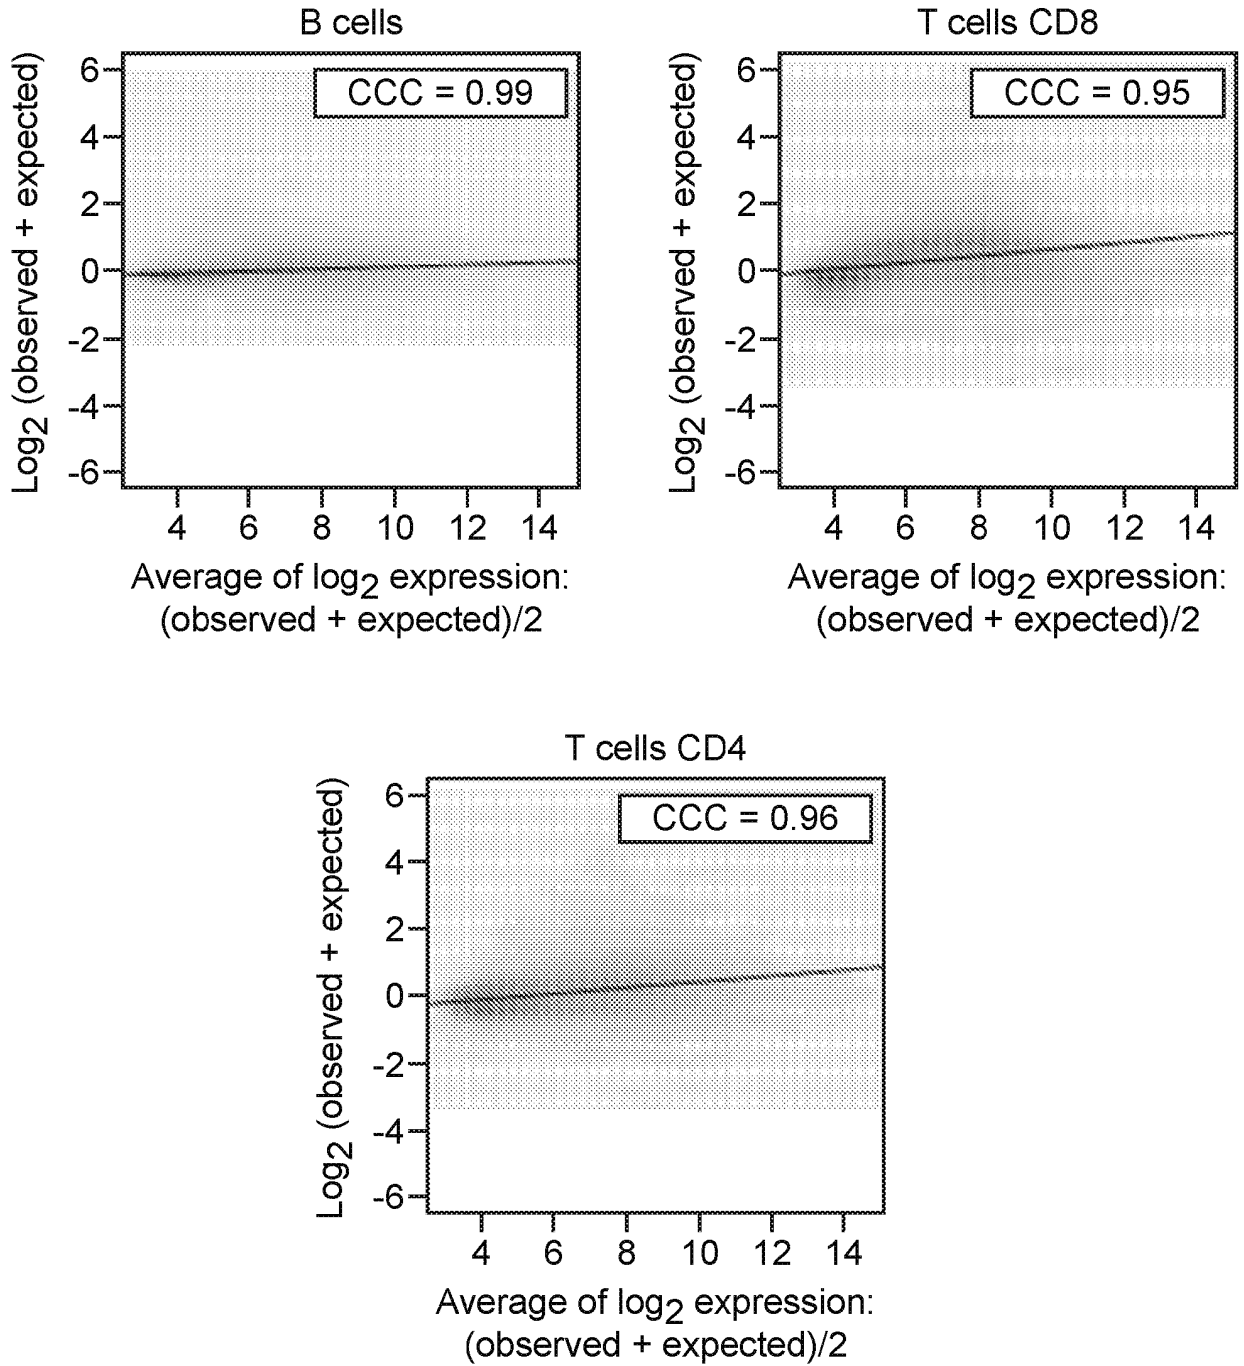 B cells
CCC = 0.99
Log2 (observed + expected)
6
4
2
0
-2
-4
-6
4 6 8 10 12 14
Average of log2 expression:
(observed + expected)/2
T cells CD8
CCC = 0.95
Log2 (observed + expected)
6
4
2
0
-2
-4
-6
4 6 8 10 12 14
Average of log2 expression:
(observed + expected)/2
T cells CD4
CCC = 0.96
Log2 (observed + expected)
6
4
2
0
-2
-4
-6
4 6 8 10 12 14
Average of log2 expression:
(observed + expected)/2